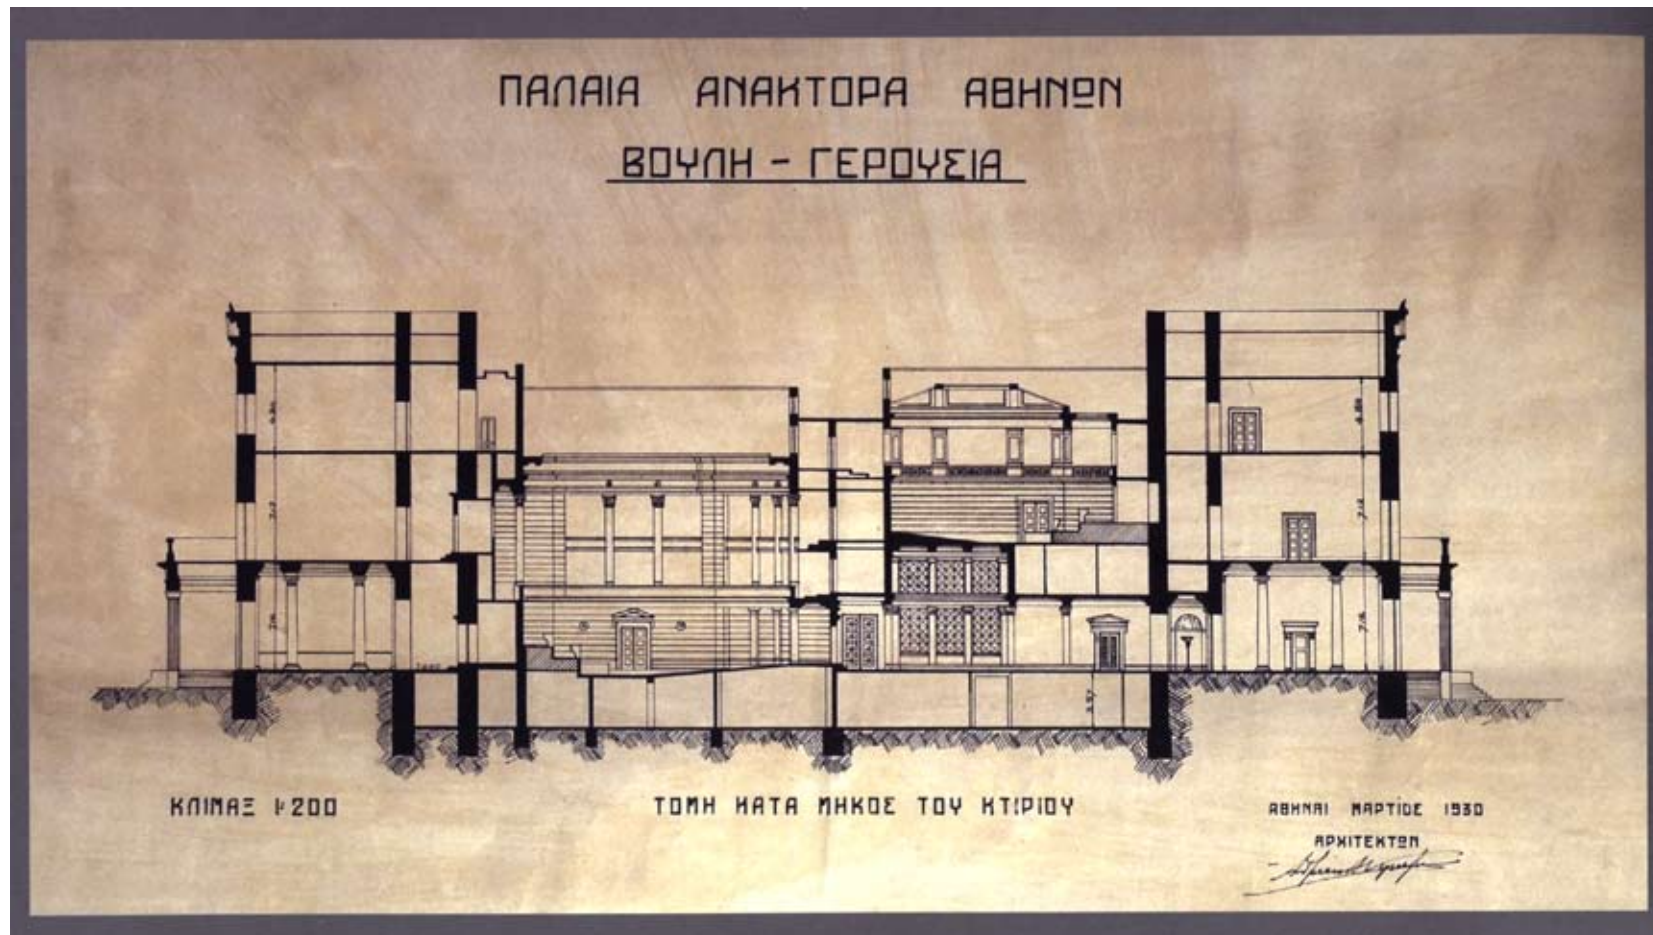 ΠΑΛΑΙΑ ΑΝΑΚΤΟΡΑ ΑΘΗΝΩΝ
ΒΟΥΛΗ - ΓΕΡΟΥΣΙΑ
ΚΛΙΜΑΞ 1:200
ΤΟΜΗ ΚΑΤΑ ΜΗΚΟΣ ΤΟΥ ΚΤΙΡΙΟΥ
ΑΘΗΝΑΙ ΜΑΡΤΙΟΣ 1930
ΑΡΧΙΤΕΚΤΩΝ